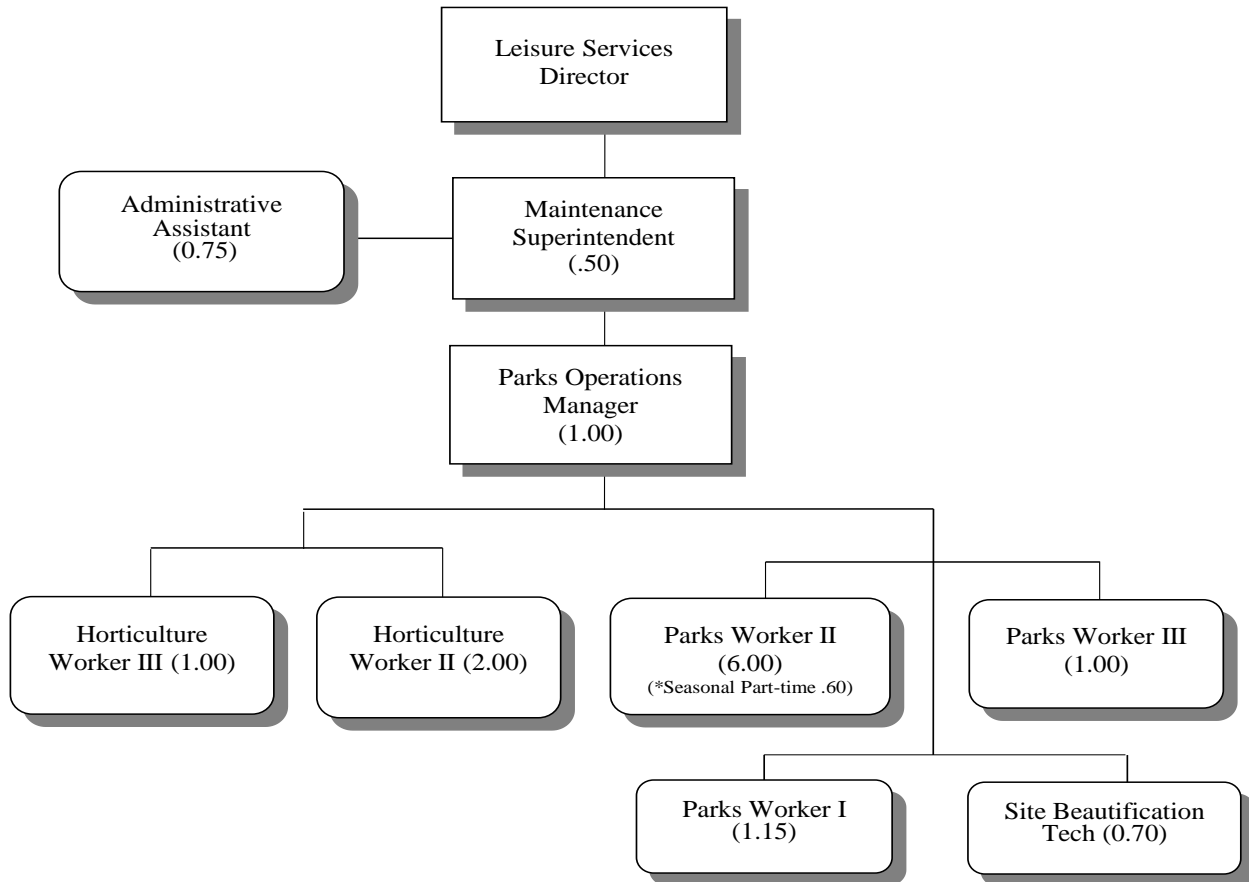 Leisure Services
Director
Administrative
Assistant
(0.75)
Maintenance
Superintendent
(.50)
Parks Operations
Manager
(1.00)
Horticulture
Worker III (1.00)
Horticulture
Worker II (2.00)
Parks Worker II
(6.00)
(*Seasonal Part-time .60)
Parks Worker III
(1.00)
Parks Worker I
(1.15)
Site Beautification
Tech (0.70)